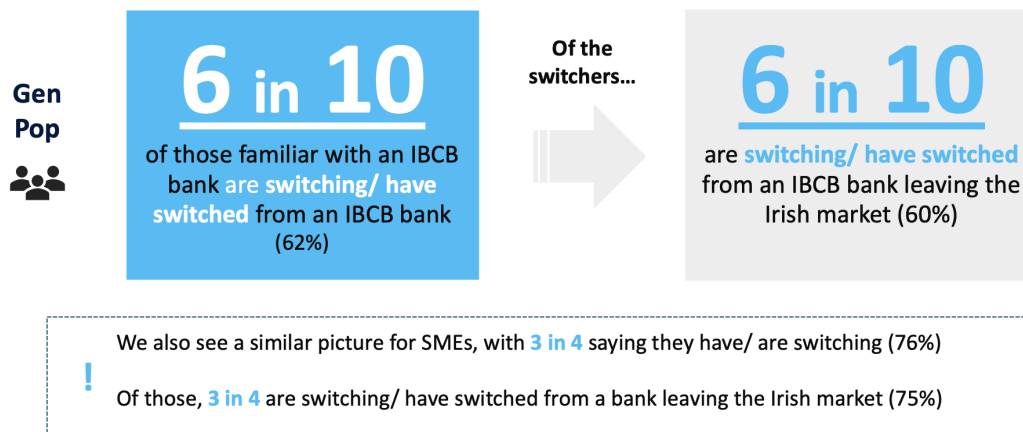 Gen
Pop
6 in 10
of those familiar with an IBCB
bank are switching/ have
switched from an IBCB bank
(62%)
Of the
switchers...
6 in 10
are switching/ have switched
from an IBCB bank leaving the
Irish market (60%)
!
We also see a similar picture for SMEs, with 3 in 4 saying they have/ are switching (76%)
Of those, 3 in 4 are switching/ have switched from a bank leaving the Irish market (75%)